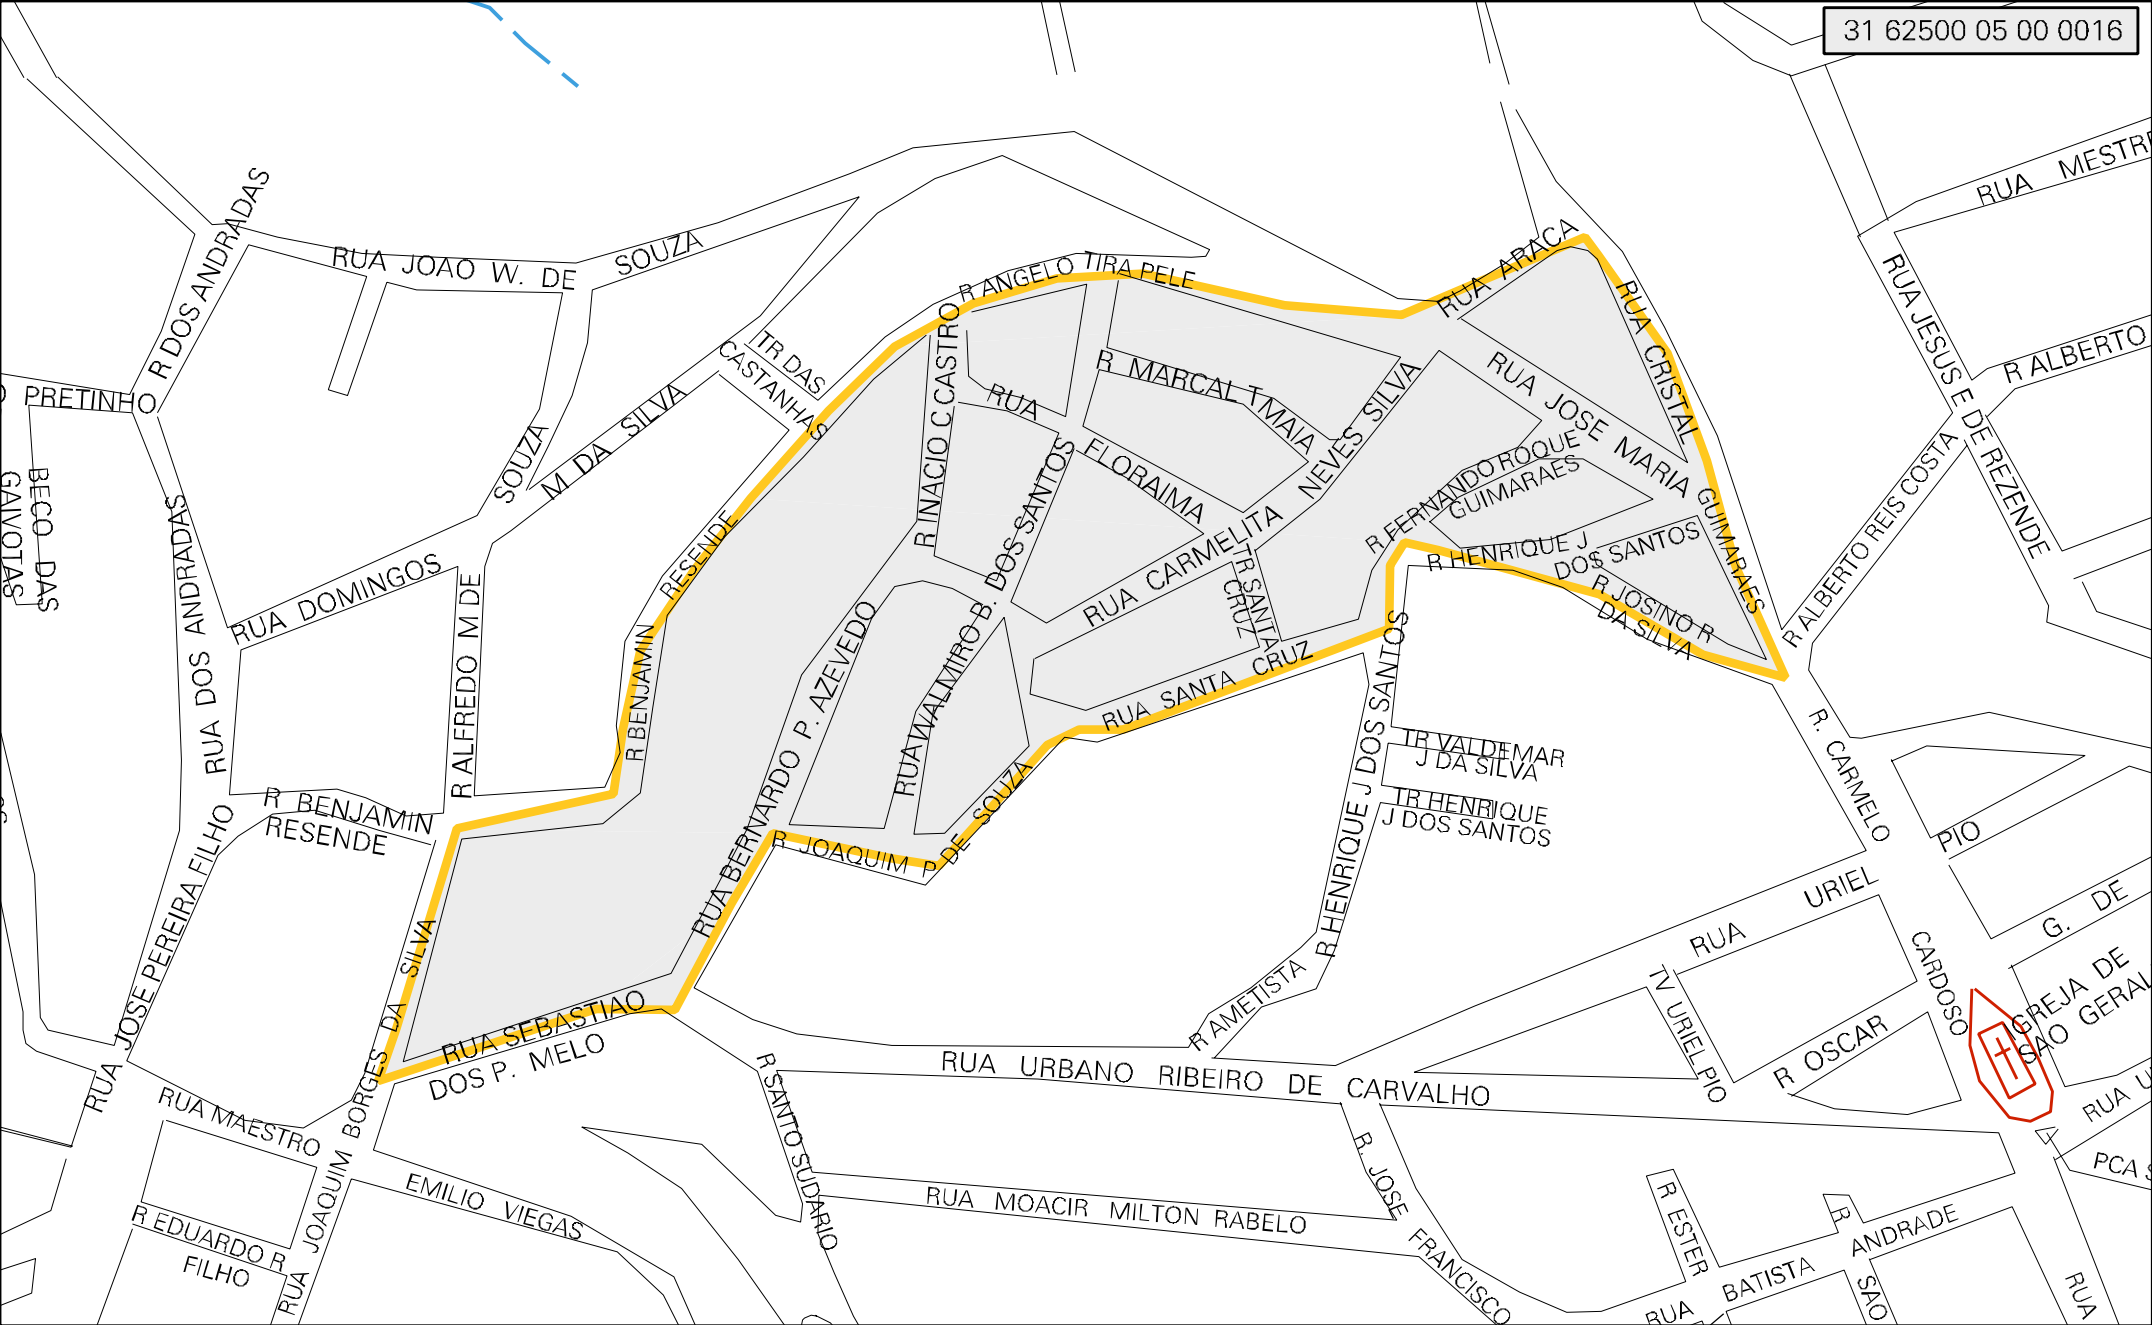 31 62500 05 00 0016
RUA MESTR
R DOS ANDRADAS
RUA JOAO W. DE SOUZA
R ANGELO TIRA PELE
RUA ARACA
RUA CRISTAL
RUA JESUS E DE REZENDE
R ALBERTO
PRETINHO
TR DAS
CASTANHAS
R INACIO C CASTRO
R MARCAL T MAIA
RUA FLORAIMA
RUA JOSE MARIA GUIMARAES
SOUZA
RUA DOMINGOS M DA SILVA
BECO DAS
GAIVOTAS
RUA DOS ANDRADAS
R ALFREDO M DE
R BENJAMIN RESENDE
RUA CARMELITA NEVES SILVA
R FERNANDO ROQUE
GUIMARAES
R HENRIQUE J
DOS SANTOS
R JOSINO R
DA SILVA
R ALBERTO REIS COSTA
TR SANTA
CRUZ
RUA SANTA CRUZ
RUA VALMIRO B. DOS SANTOS
RUA BERNARDO P. AZEVEDO
R JOAQUIM P DE SOUZA
R HENRIQUE J DOS SANTOS
TR VALDEMAR
J DA SILVA
TR HENRIQUE
J DOS SANTOS
R. CARMELO
CARDOSO
R BENJAMIN
RESENDE
RUA JOSE PEREIRA FILHO
RUA JOAQUIM BORGES DA SILVA
RUA SEBASTIAO
DOS P. MELO
R AMETISTA
RUA URIEL
PIO
G. DE
TV URIEL PIO
R OSCAR
IGREJA DE
SAO GERAL
RUA URBANO RIBEIRO DE CARVALHO
R SANTO SUDARIO
RUA MAESTRO
EMILIO VIEGAS
R EDUARDO R
FILHO
RUA MOACIR MILTON RABELO
R. JOSE FRANCISCO
R ESTER
RUA BATISTA ANDRADE
R
SAO
RUA U
PCA S
RUA